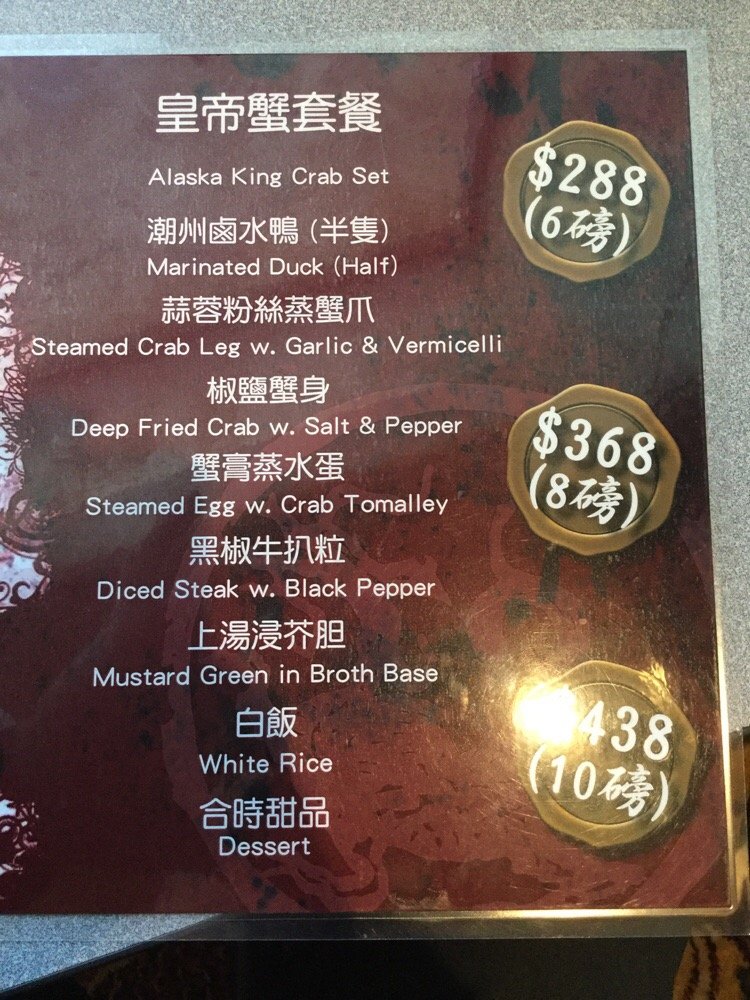 皇帝蟹套餐
Alaska King Crab Set
$288
(6磅)
潮州鹵水鴨 (半隻)
Marinated Duck (Half)
蒜蓉粉絲蒸蟹爪
Steamed Crab Leg w. Garlic & Vermicelli
椒鹽蟹身
Deep Fried Crab w. Salt & Pepper
$368
(8磅)
蟹膏蒸水蛋
Steamed Egg w. Crab Tomalley
黑椒牛扒粒
Diced Steak w. Black Pepper
上湯浸芥胆
Mustard Green in Broth Base
白飯
White Rice
438
(10磅)
合時甜品
Dessert